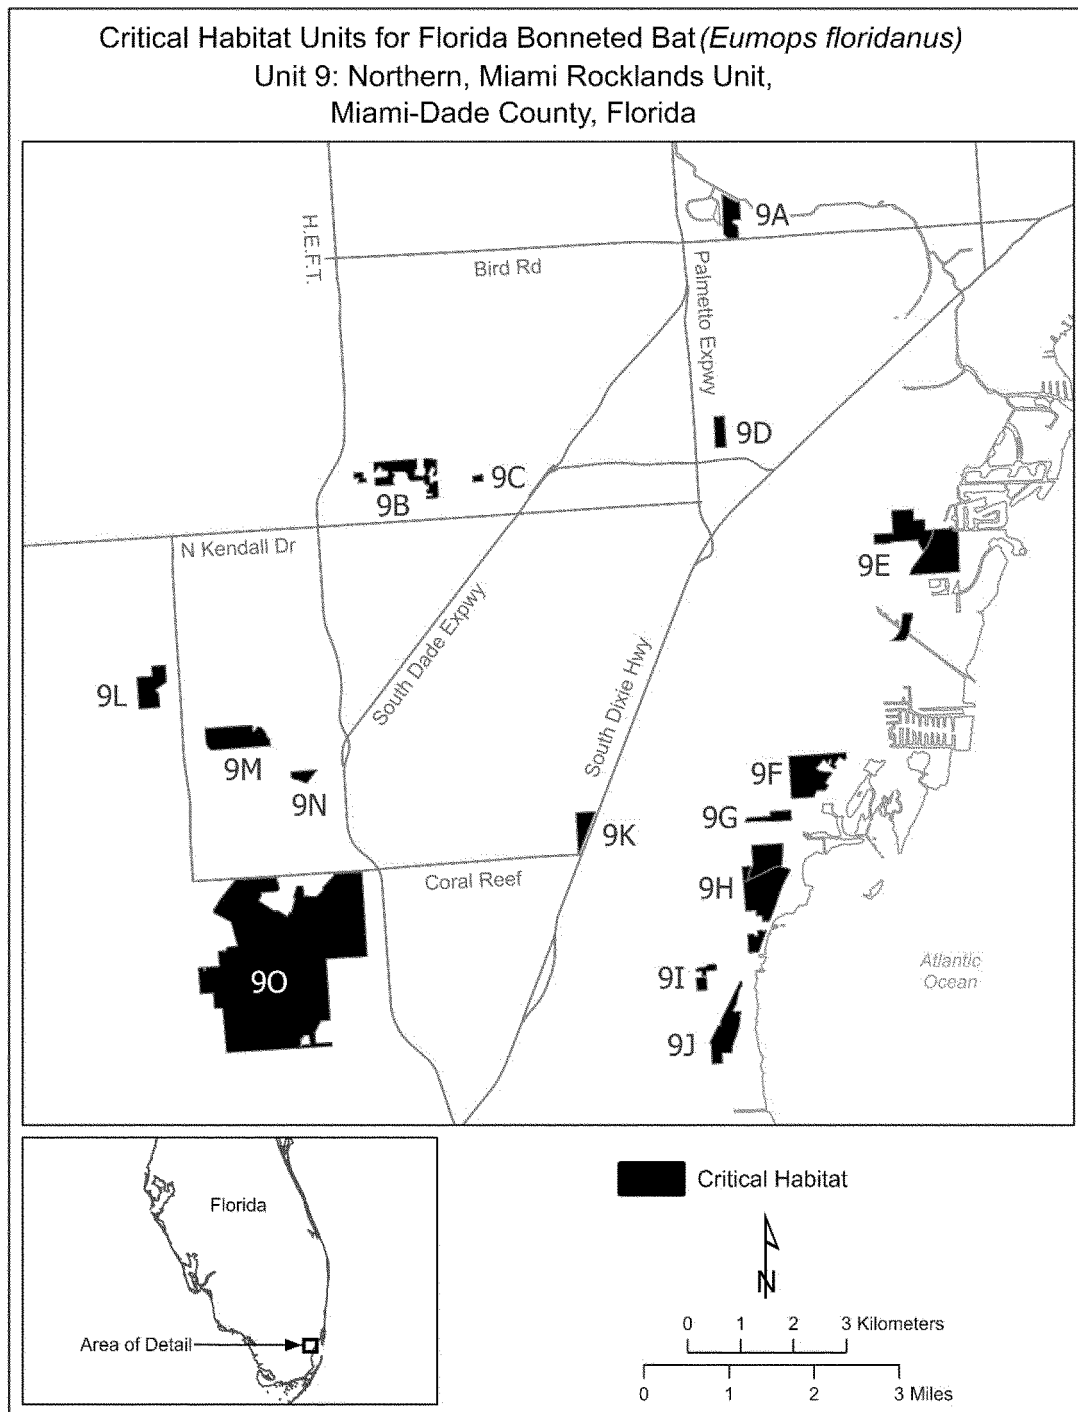 Critical Habitat Units for Florida Bonneted Bat (Eumops floridanus)
Unit 9: Northern, Miami Rocklands Unit,
Miami-Dade County, Florida
H.E.F.T.
9A
Bird Rd
Palmetto Expwy
9D
9B
9C
N Kendall Dr
9E
South Dade Expwy
9L
South Dixie Hwy
9M
9N
9F
9G
9K
Coral Reef
9H
9O
9I
Atlantic
Ocean
9J
Florida
Area of Detail
Critical Habitat
N
0 1 2 3 Kilometers
0 1 2 3 Miles